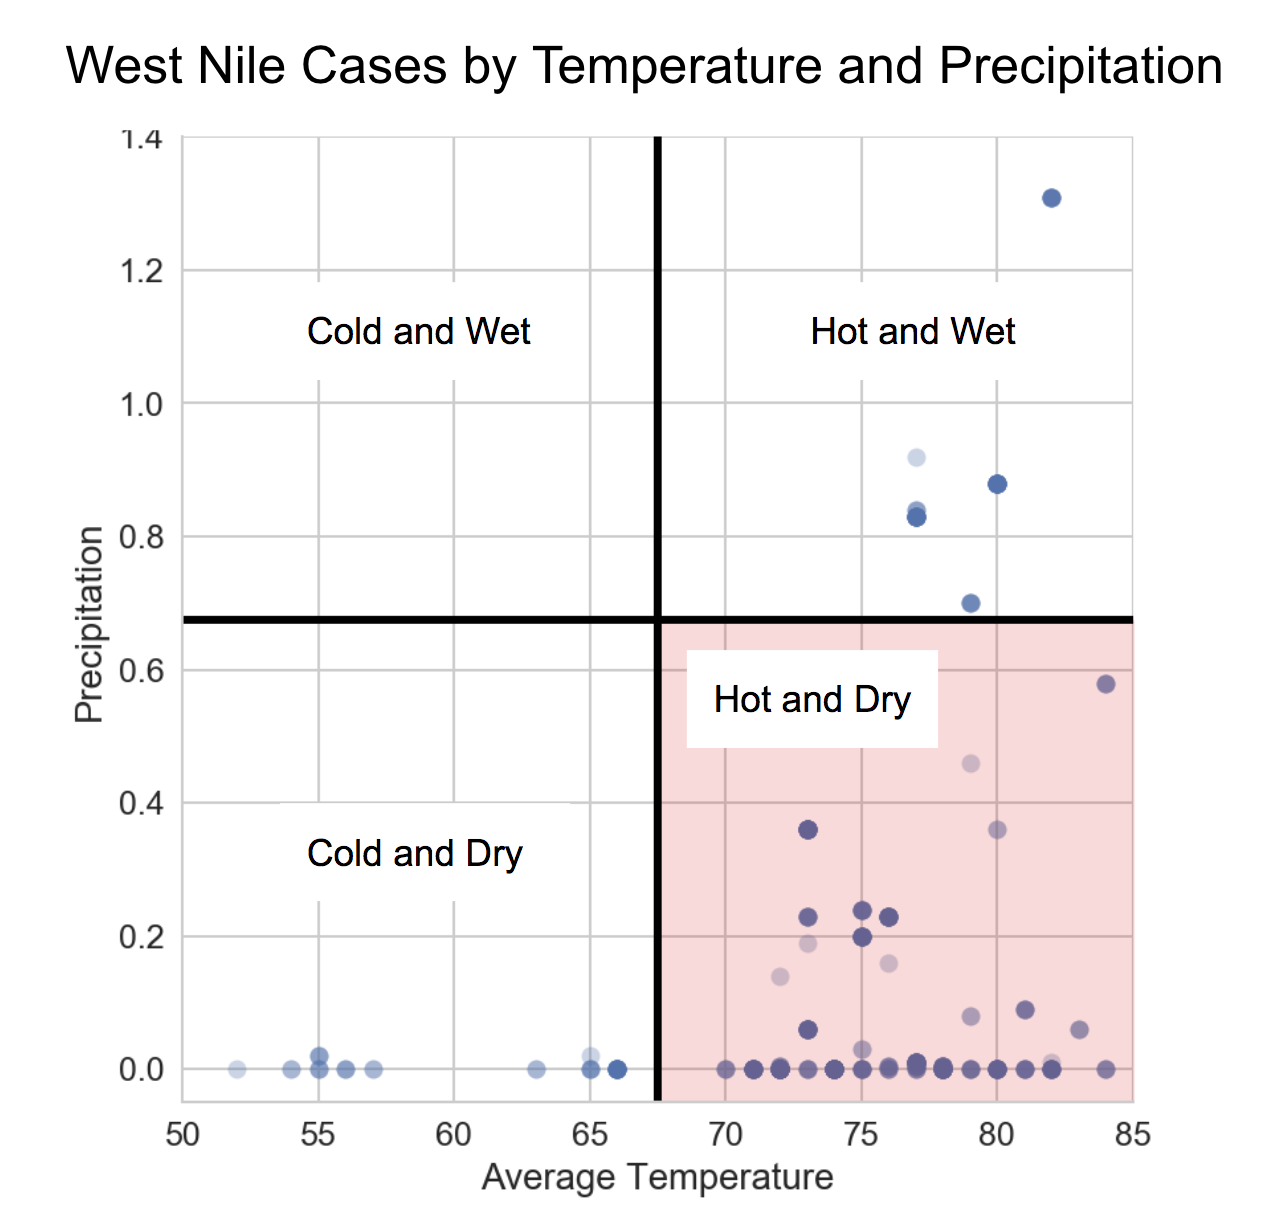 West Nile Cases by Temperature and Precipitation
1.4
1.2
Cold and Wet
Hot and Wet
1.0
0.8
Precipitation
0.6
Hot and Dry
0.4
Cold and Dry
0.2
0.0
50 55 60 65 70 75 80 85
Average Temperature